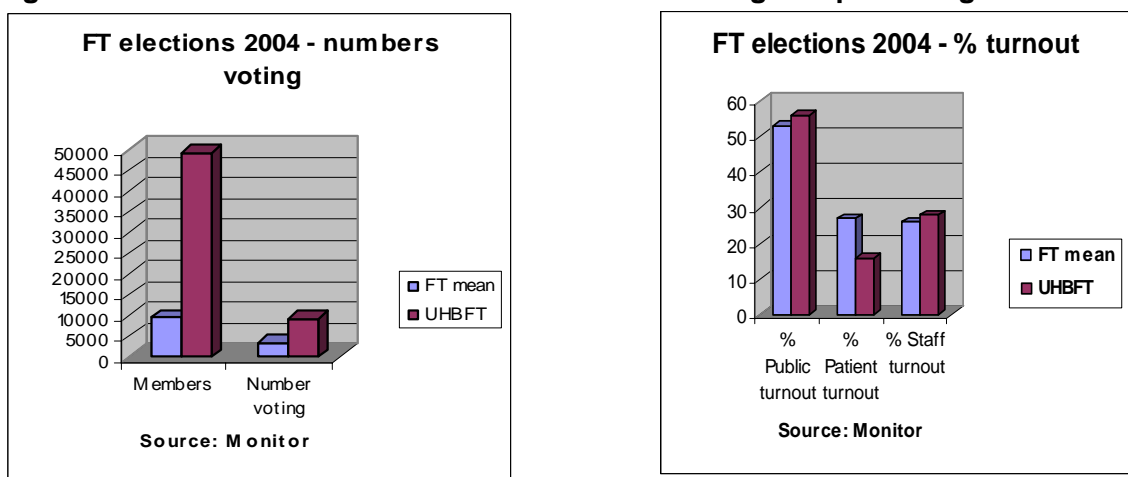 FT elections 2004 - numbers
voting
50000
45000
40000
35000
30000
25000
20000
15000
10000
5000
0
Members
Number
voting
FT mean
UHBFT
Source: Monitor
FT elections 2004 - % turnout
60
50
40
30
20
10
0
%
Public
turnout
%
Patient
turnout
% Staff
turnout
FT mean
UHBFT
Source: Monitor